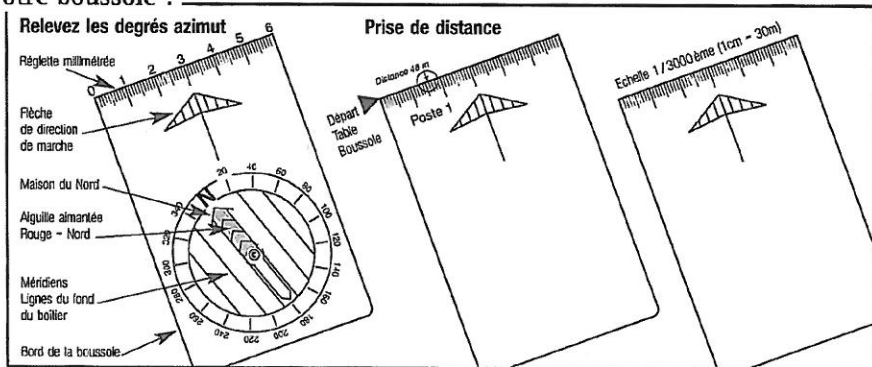 otre boussole :
Relevez les degrés azimut
Réglette millimétrée
0 1 2 3 4 5 6
Flèche
de direction
de marche
Maison du Nord
Aiguille aimantée
Rouge - Nord
Méridiens
Lignes du fond
du boîtier
Bord de la boussole
N
20 40 60 80 100 120 140 160 180 200 220 240 260 280 300 320 340
Prise de distance
Distance 48 m
Départ
Table
Boussole
Poste 1
Echelle 1/3000ème (1cm - 30m)